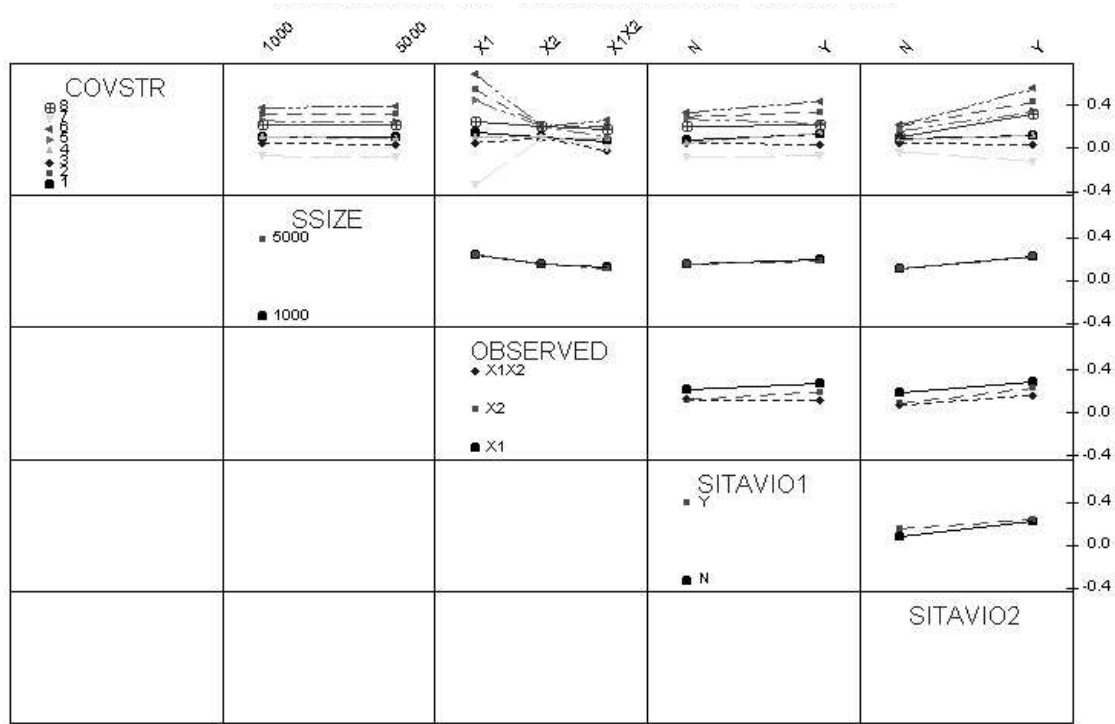 1000 5000 X1 X2 X1X2 N Y N Y
COVSTR
8
7
6
5
4
3
2
1
0.4
0.0
-0.4
SSIZE
5000
1000
0.4
0.0
-0.4
OBSERVED
X1X2
X2
X1
0.4
0.0
-0.4
SITAVIO1
Y
N
0.4
0.0
-0.4
SITAVIO2